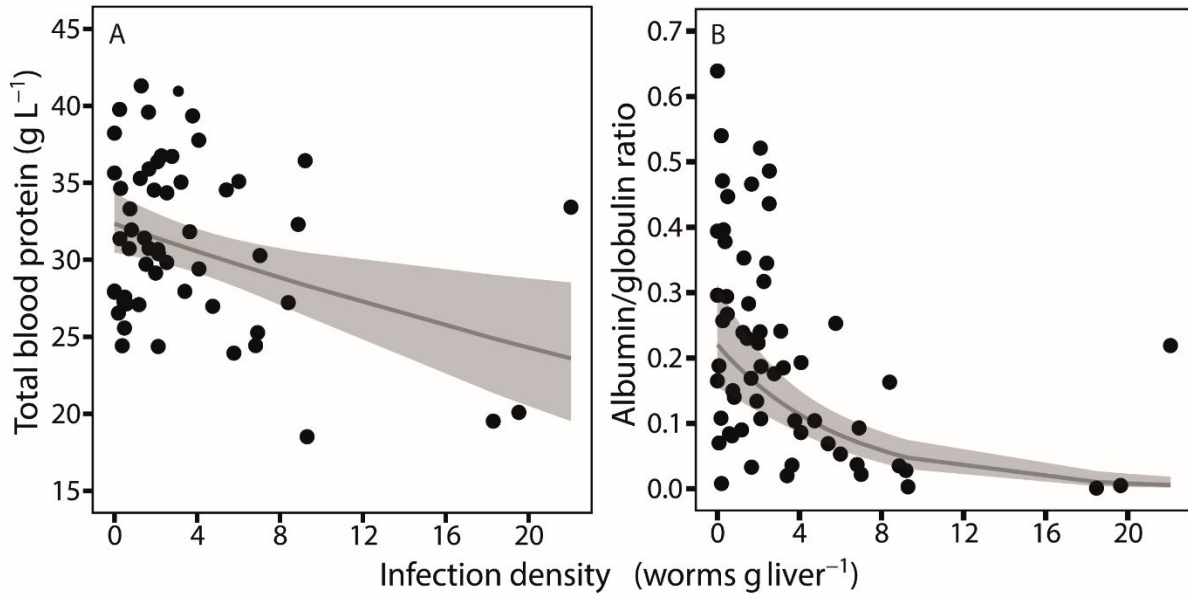 A
Total blood protein (g L⁻¹)
45
40
35
30
25
20
15
0 4 8 12 16 20
B
Albumin/globulin ratio
0.7
0.6
0.5
0.4
0.3
0.2
0.1
0.0
0 4 8 12 16 20
Infection density (worms g liver⁻¹)